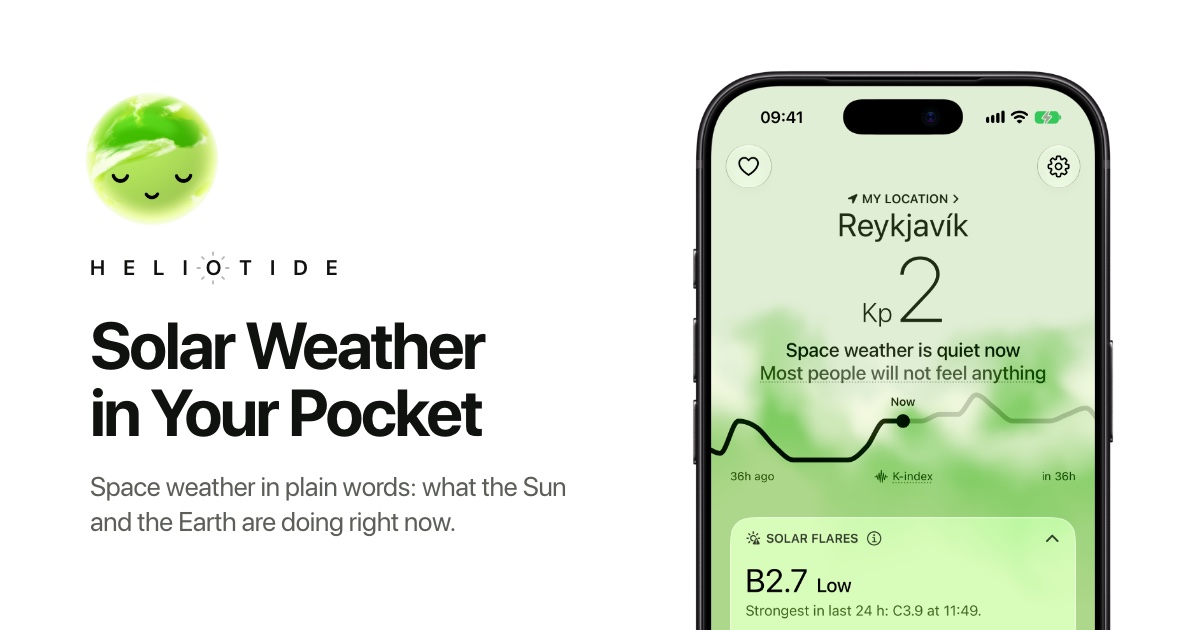 HELIOTIDE
Solar Weather
in Your Pocket
Space weather in plain words: what the Sun
and the Earth are doing right now.
09:41
MY LOCATION
Reykjavík
Kp 2
Space weather is quiet now
Most people will not feel anything
Now
36h ago K-index in 36h
SOLAR FLARES
B2.7 Low
Strongest in last 24 h: C3.9 at 11:49.